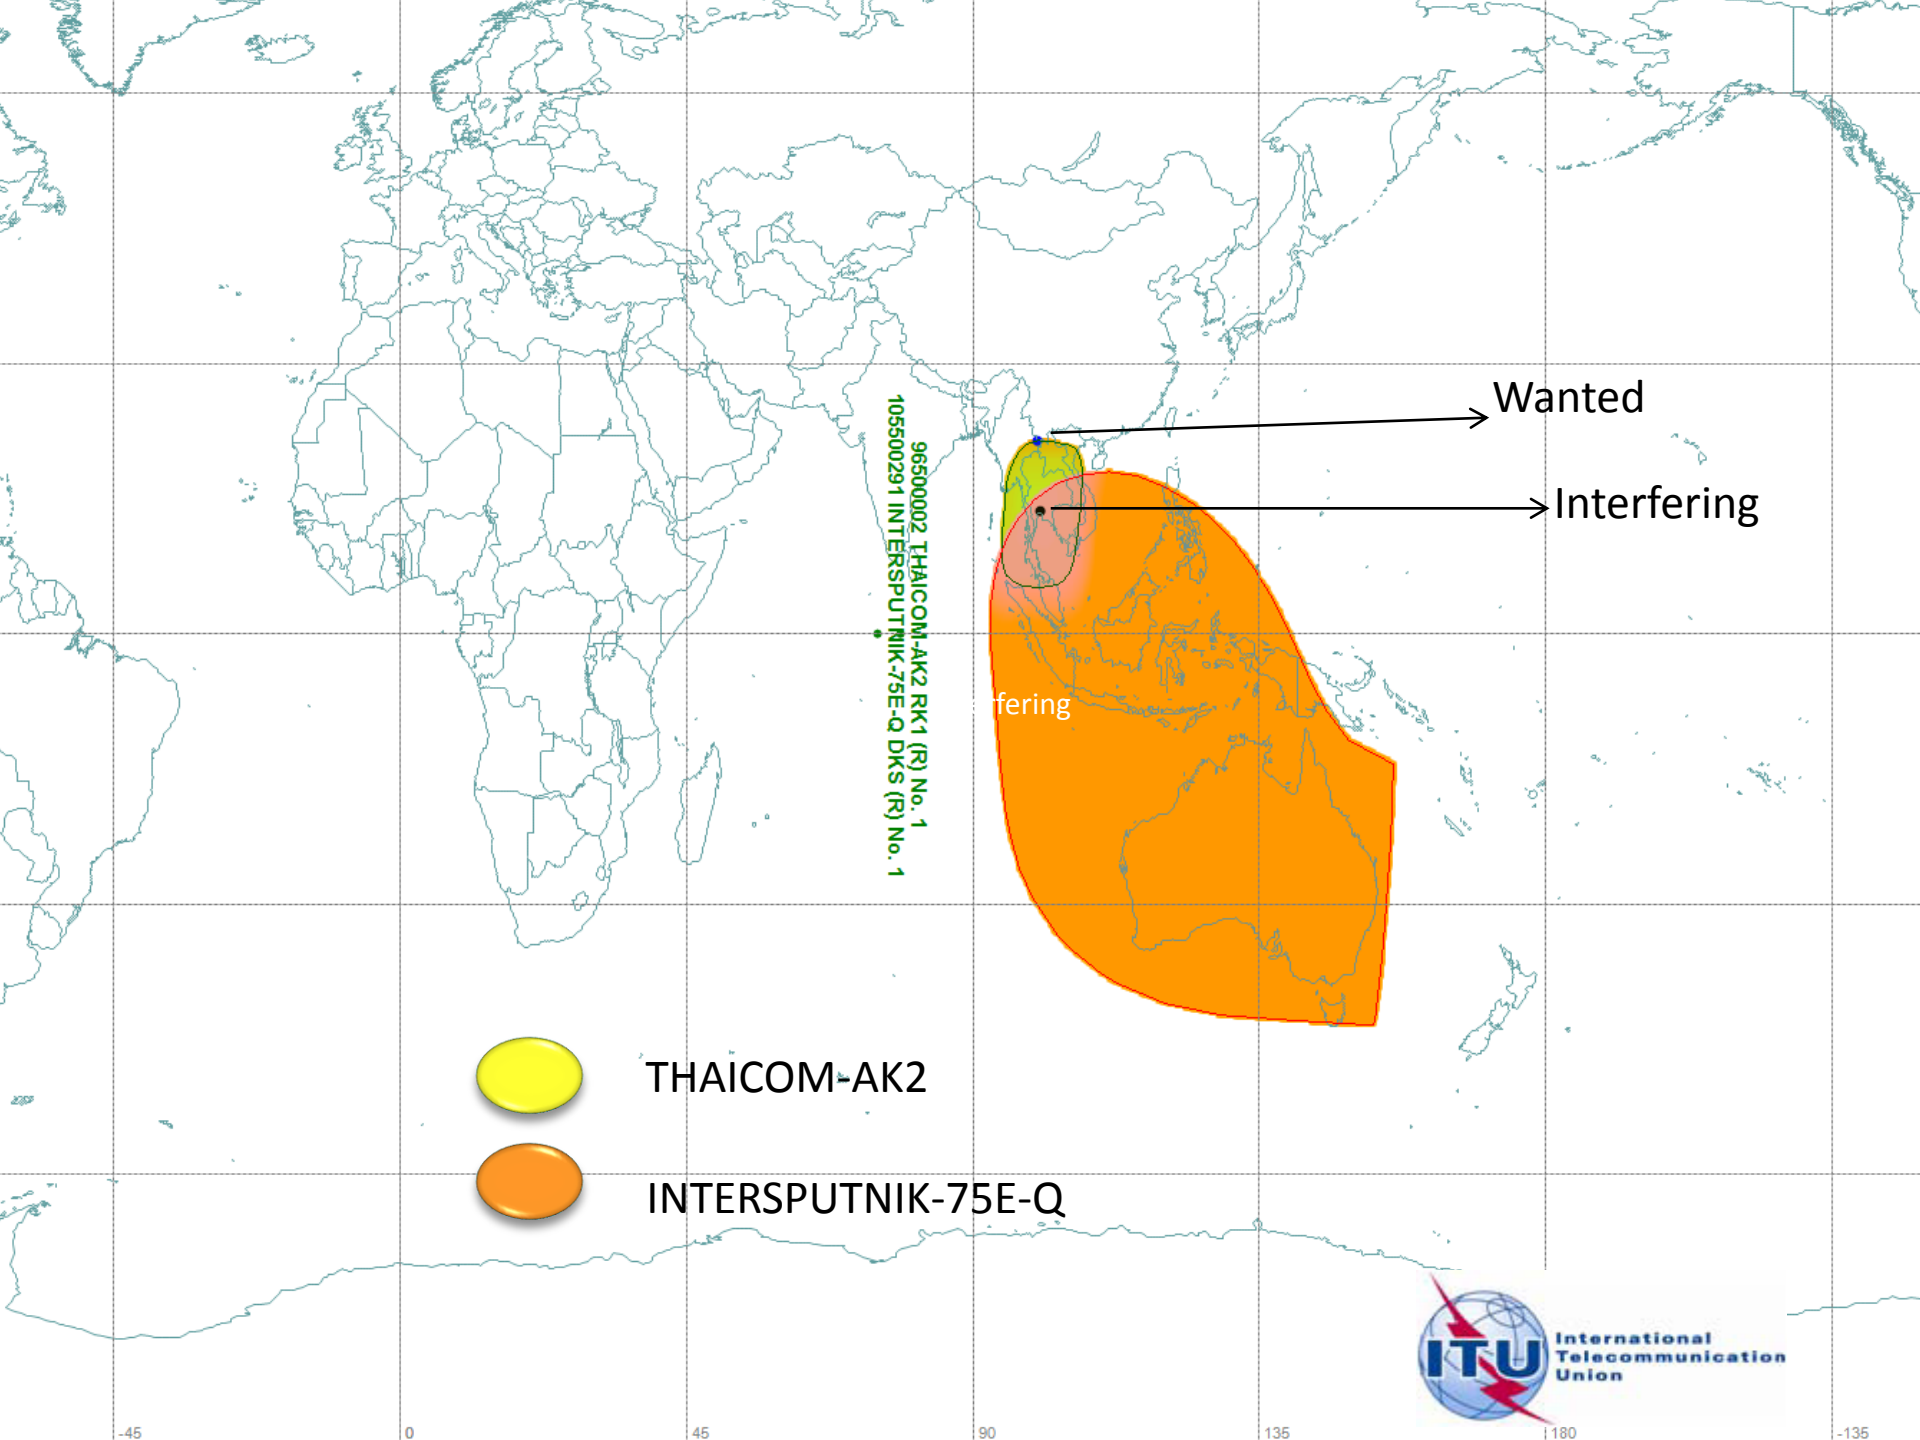 Wanted
Interfering
96500002 THAICOM-AK2 RK1 (R) No. 1
105500291 INTERSPUTNIK-75E-Q DKS (R) No. 1
fering
THAICOM-AK2
INTERSPUTNIK-75E-Q
ITU
International
Telecommunication
Union
-45
0
45
90
135
180
-135